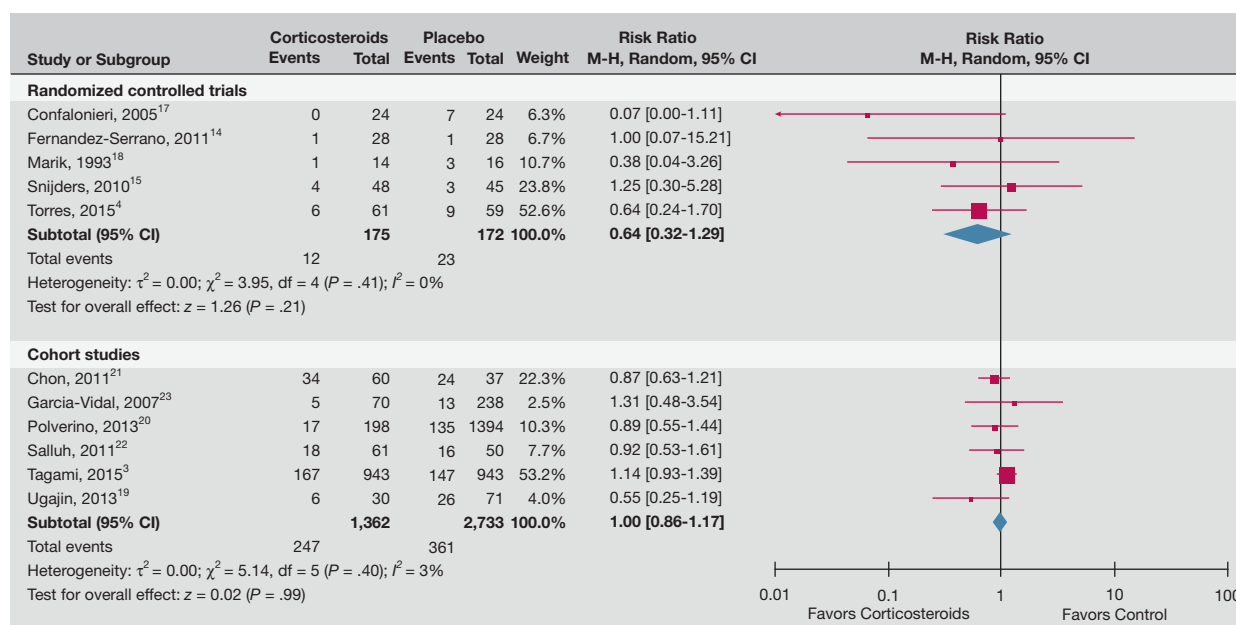 Corticosteroids Placebo Risk Ratio Risk Ratio
Study or Subgroup Events Total Events Total Weight M-H, Random, 95% CI M-H, Random, 95% CI
Randomized controlled trials
Confalonieri, 2005¹⁷ 0 24 7 24 6.3% 0.07 [0.00-1.11]
Fernandez-Serrano, 2011¹⁴ 1 28 1 28 6.7% 1.00 [0.07-15.21]
Marik, 1993¹⁸ 1 14 3 16 10.7% 0.38 [0.04-3.26]
Snijders, 2010¹⁵ 4 48 3 45 23.8% 1.25 [0.30-5.28]
Torres, 2015⁴ 6 61 9 59 52.6% 0.64 [0.24-1.70]
Subtotal (95% CI) 175 172 100.0% 0.64 [0.32-1.29]
Total events 12 23
Heterogeneity: τ² = 0.00; χ² = 3.95, df = 4 (P = .41); I² = 0%
Test for overall effect: z = 1.26 (P = .21)
Cohort studies
Chon, 2011²¹ 34 60 24 37 22.3% 0.87 [0.63-1.21]
Garcia-Vidal, 2007²³ 5 70 13 238 2.5% 1.31 [0.48-3.54]
Polverino, 2013²⁰ 17 198 135 1394 10.3% 0.89 [0.55-1.44]
Salluh, 2011²² 18 61 16 50 7.7% 0.92 [0.53-1.61]
Tagami, 2015³ 167 943 147 943 53.2% 1.14 [0.93-1.39]
Ugajin, 2013¹⁹ 6 30 26 71 4.0% 0.55 [0.25-1.19]
Subtotal (95% CI) 1,362 2,733 100.0% 1.00 [0.86-1.17]
Total events 247 361
Heterogeneity: τ² = 0.00; χ² = 5.14, df = 5 (P = .40); I² = 3%
Test for overall effect: z = 0.02 (P = .99)
0.01 0.1 1 10 100
Favors Corticosteroids Favors Control